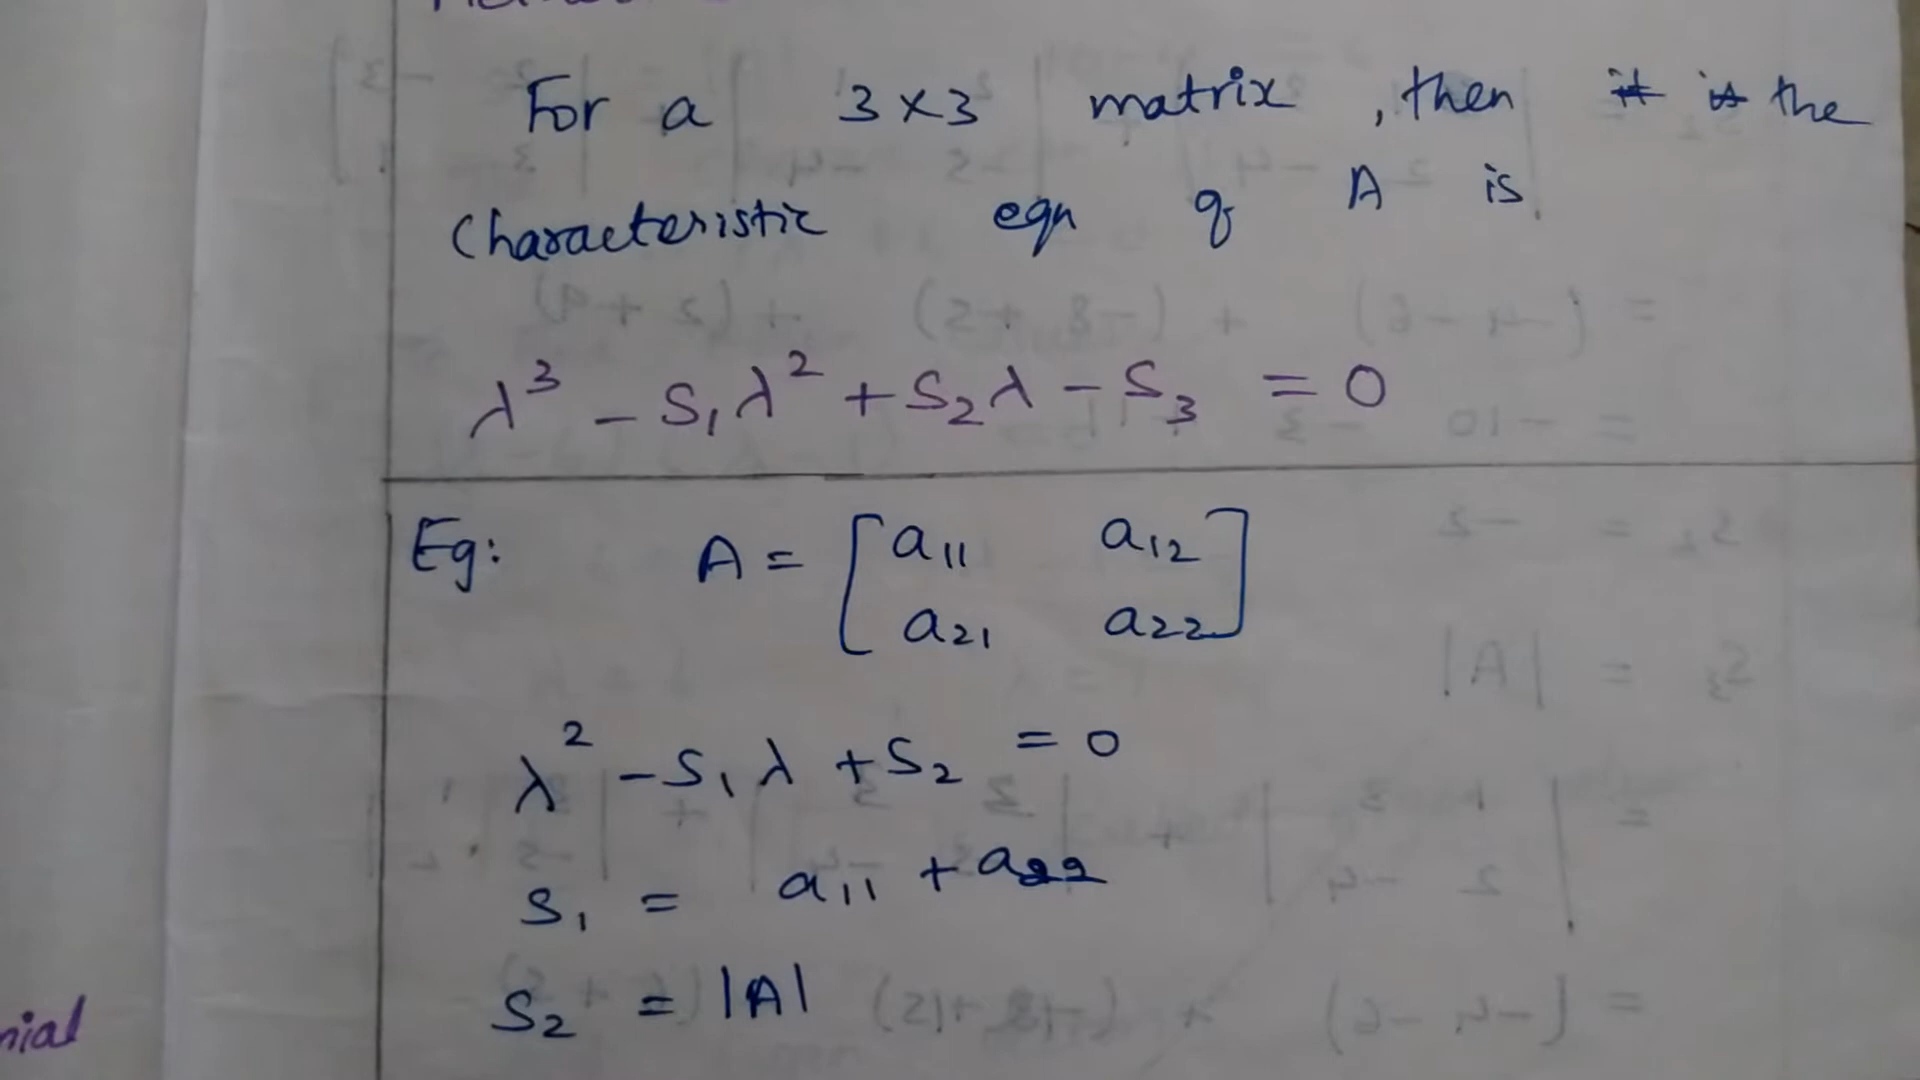 For a 3×3 matrix , then it is the
characteristic eqn of A is
λ³ - S₁λ² + S₂λ - S₃ = 0
Eg: A = [a₁₁ a₁₂
a₂₁ a₂₂]
λ² - S₁λ + S₂ = 0
S₁ = a₁₁ + a₂₂
S₂ = |A|
nial